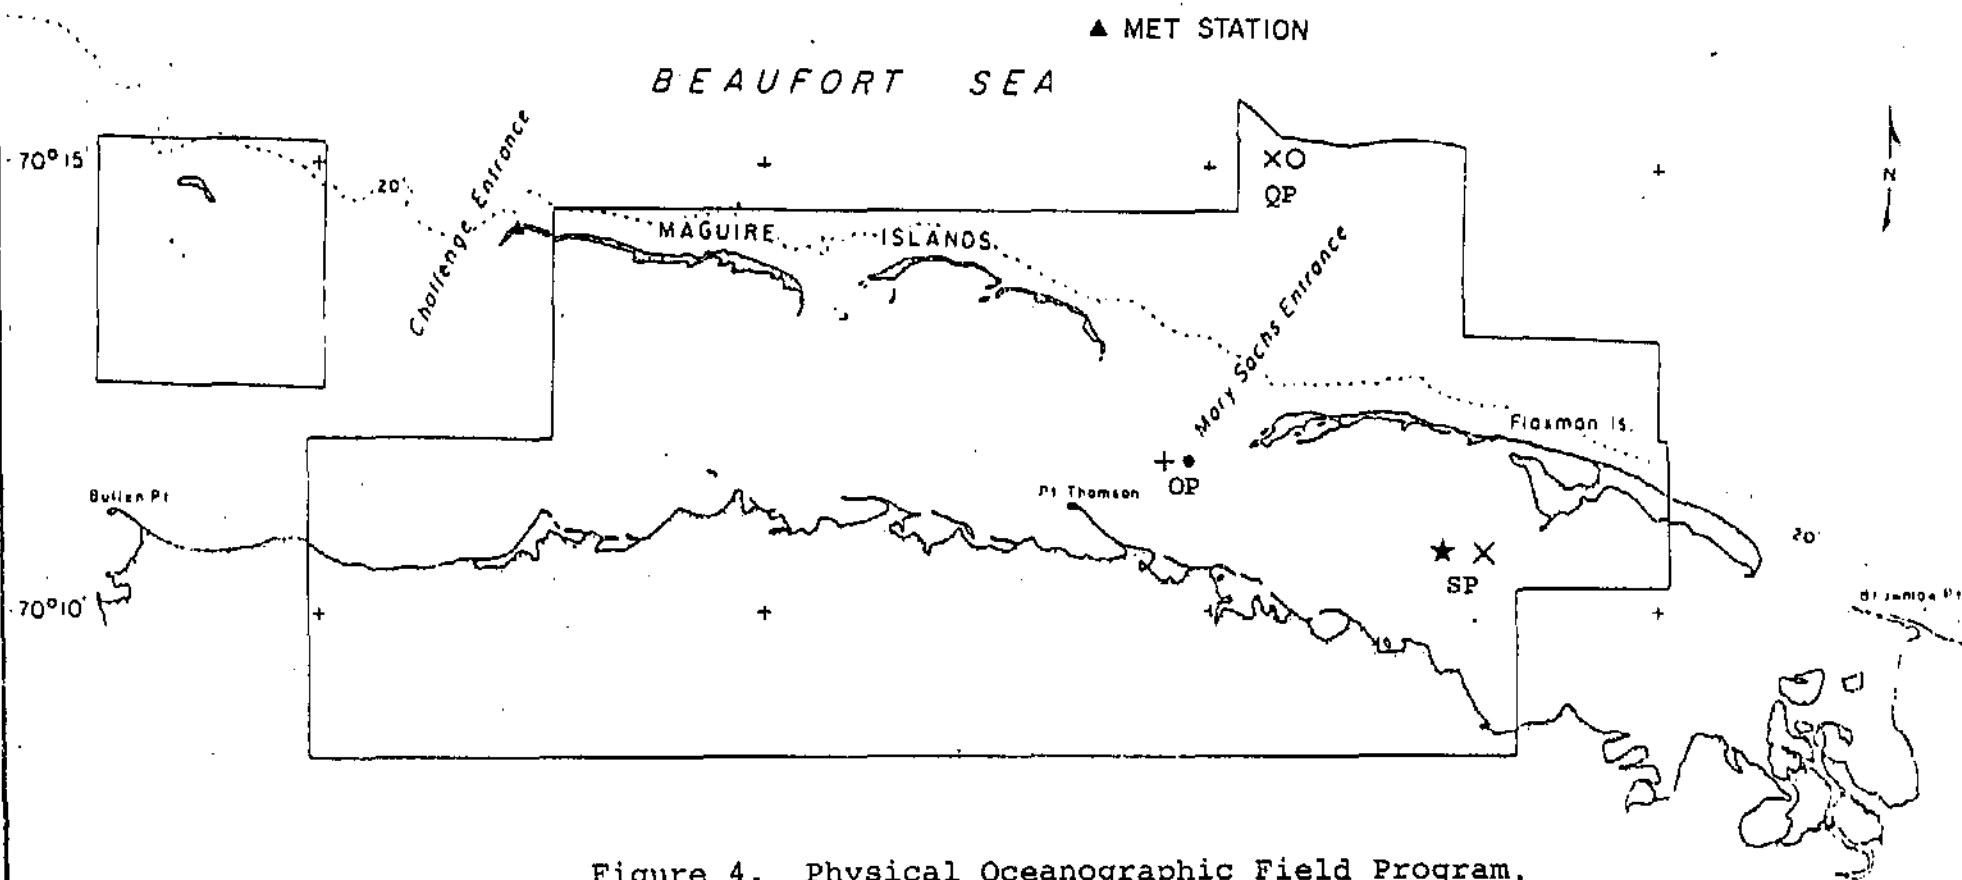 ▲ MET STATION
BEAUFORT SEA
Challenge Entrance
70°15'
20'
MAGUIRE ISLANDS
XO
QP
N
Mary Sachs Entrance
Flaxman Is.
+●
OP
Bullen Pt
Pt Thomson
★ X
SP
20'
70°10'
Figure 4. Physical Oceanographic Field Program,